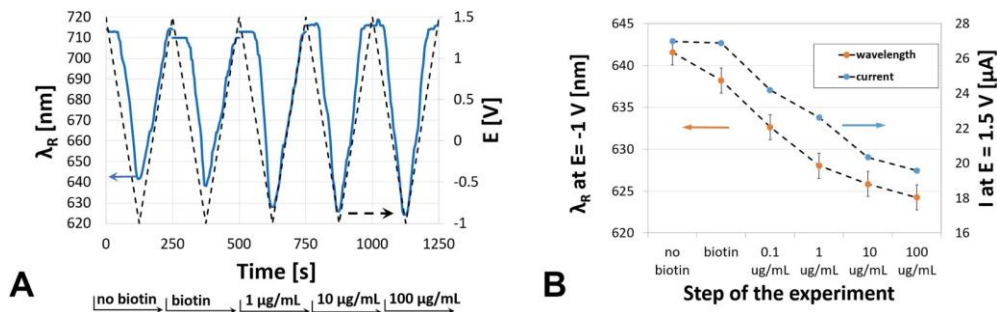 720
710
700
690
680
670
660
650
640
630
620
λR [nm]
1.5
1
0.5
0
-0.5
-1
E [V]
0 250 500 750 1000 1250
Time [s]
A
no biotin biotin 1 µg/mL 10 µg/mL 100 µg/mL
645
640
635
630
625
620
λR at E= -1 V [nm]
28
26
24
22
20
18
16
I at E = 1.5 V [µA]
wavelength
current
no biotin 0.1 1 10 100
biotin ug/mL ug/mL ug/mL ug/mL
Step of the experiment
B